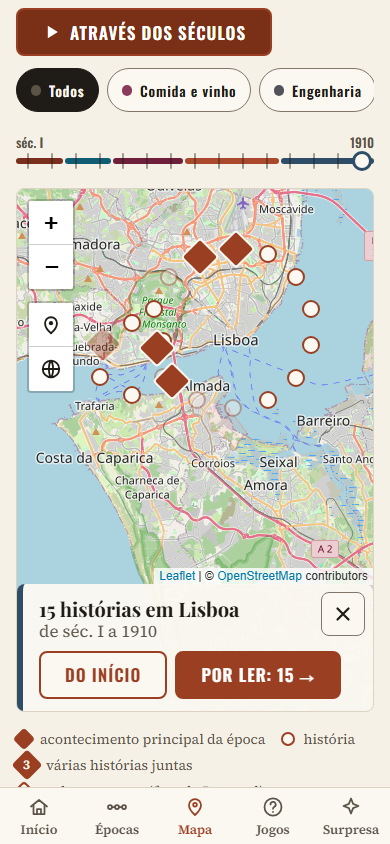 ATRAVÉS DOS SÉCULOS
Todos
Comida e vinho
Engenharia
séc. I
1910
Moscavide
madora
Parque
Florestal
Monsanto
Lisboa
Almada
Trafaria
Barreiro
Costa da Caparica
Corroios
Seixal
Santo And
Charneca de
Caparica
Amora
A 2
Leaflet | © OpenStreetMap contributors
15 histórias em Lisboa
de séc. I a 1910
DO INÍCIO
POR LER: 15 →
acontecimento principal da época
história
3
várias histórias juntas
Início
Épocas
Mapa
Jogos
Surpresa